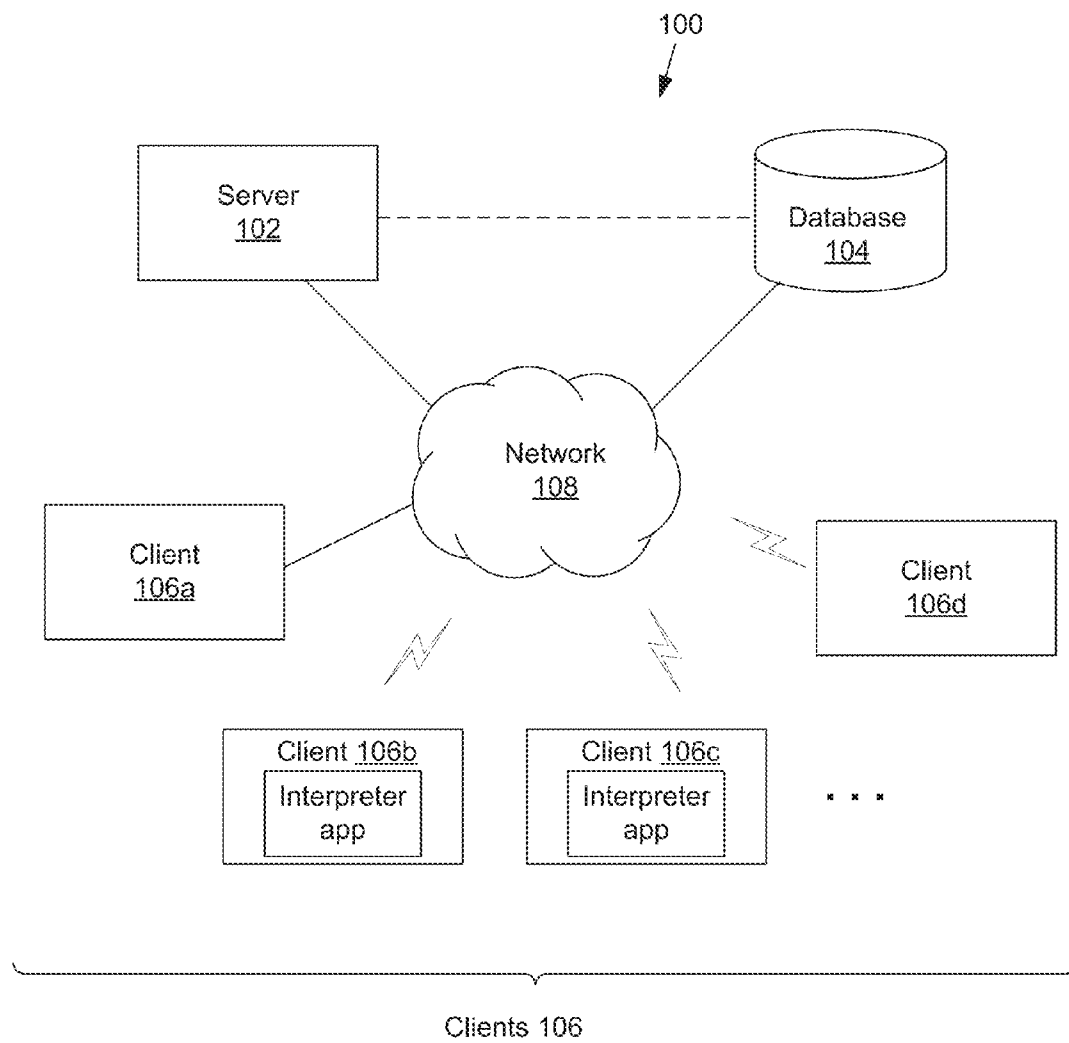 100
Server
102
Database
104
Network
108
Client
106a
Client
106d
Client 106b
Interpreter
app
Client 106c
Interpreter
app
. . .
Clients 106